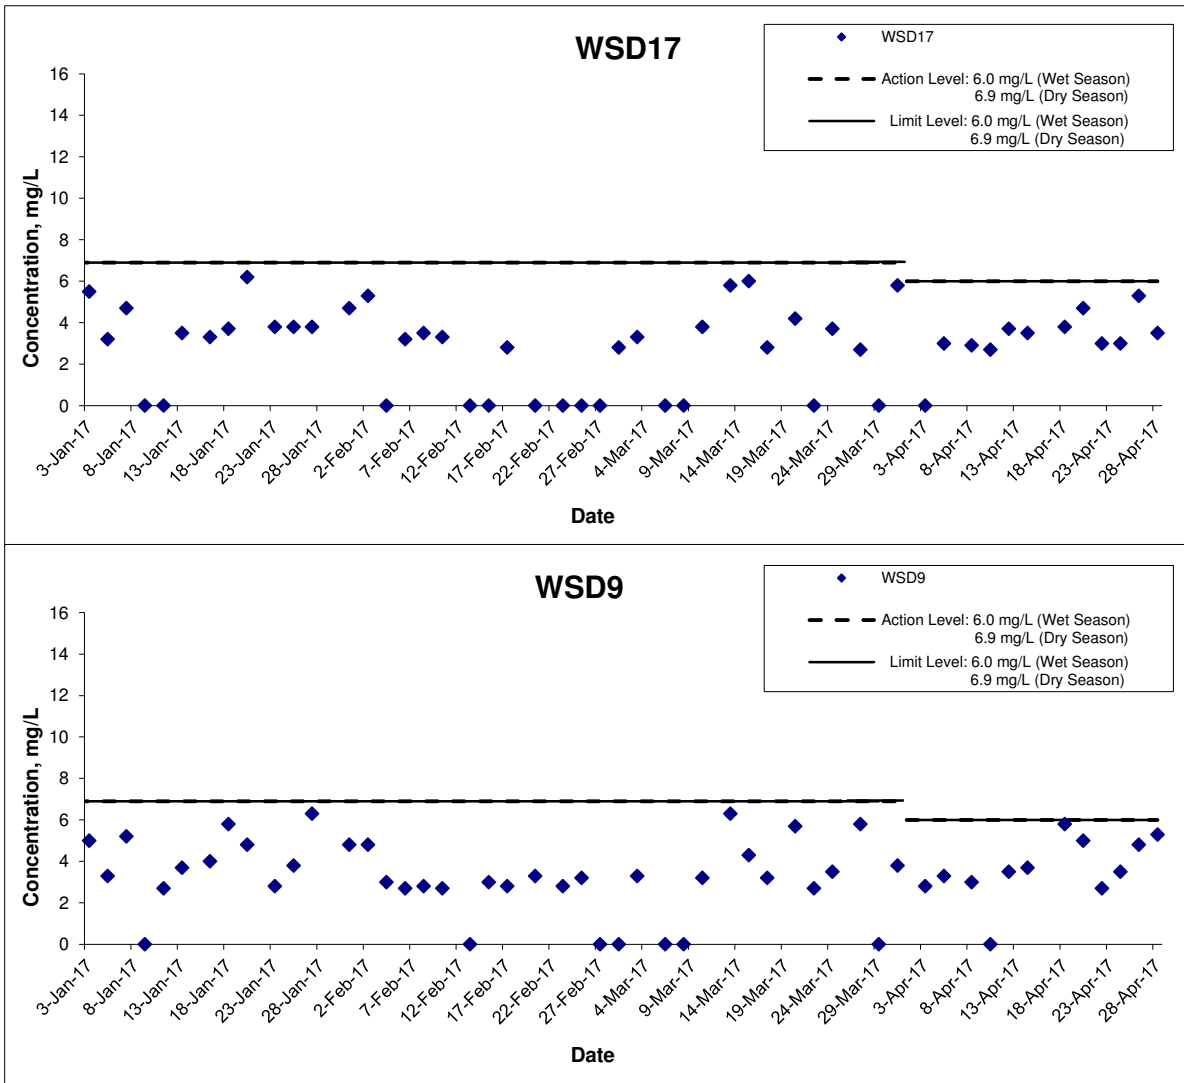 WSD17
WSD17
Action Level: 6.0 mg/L (Wet Season)
6.9 mg/L (Dry Season)
Limit Level: 6.0 mg/L (Wet Season)
6.9 mg/L (Dry Season)
Concentration, mg/L
16
14
12
10
8
6
4
2
0
3-Jan-17
8-Jan-17
13-Jan-17
18-Jan-17
23-Jan-17
28-Jan-17
2-Feb-17
7-Feb-17
12-Feb-17
17-Feb-17
22-Feb-17
27-Feb-17
4-Mar-17
9-Mar-17
14-Mar-17
19-Mar-17
24-Mar-17
29-Mar-17
3-Apr-17
8-Apr-17
13-Apr-17
18-Apr-17
23-Apr-17
28-Apr-17
Date
WSD9
WSD9
Action Level: 6.0 mg/L (Wet Season)
6.9 mg/L (Dry Season)
Limit Level: 6.0 mg/L (Wet Season)
6.9 mg/L (Dry Season)
Concentration, mg/L
16
14
12
10
8
6
4
2
0
3-Jan-17
8-Jan-17
13-Jan-17
18-Jan-17
23-Jan-17
28-Jan-17
2-Feb-17
7-Feb-17
12-Feb-17
17-Feb-17
22-Feb-17
27-Feb-17
4-Mar-17
9-Mar-17
14-Mar-17
19-Mar-17
24-Mar-17
29-Mar-17
3-Apr-17
8-Apr-17
13-Apr-17
18-Apr-17
23-Apr-17
28-Apr-17
Date